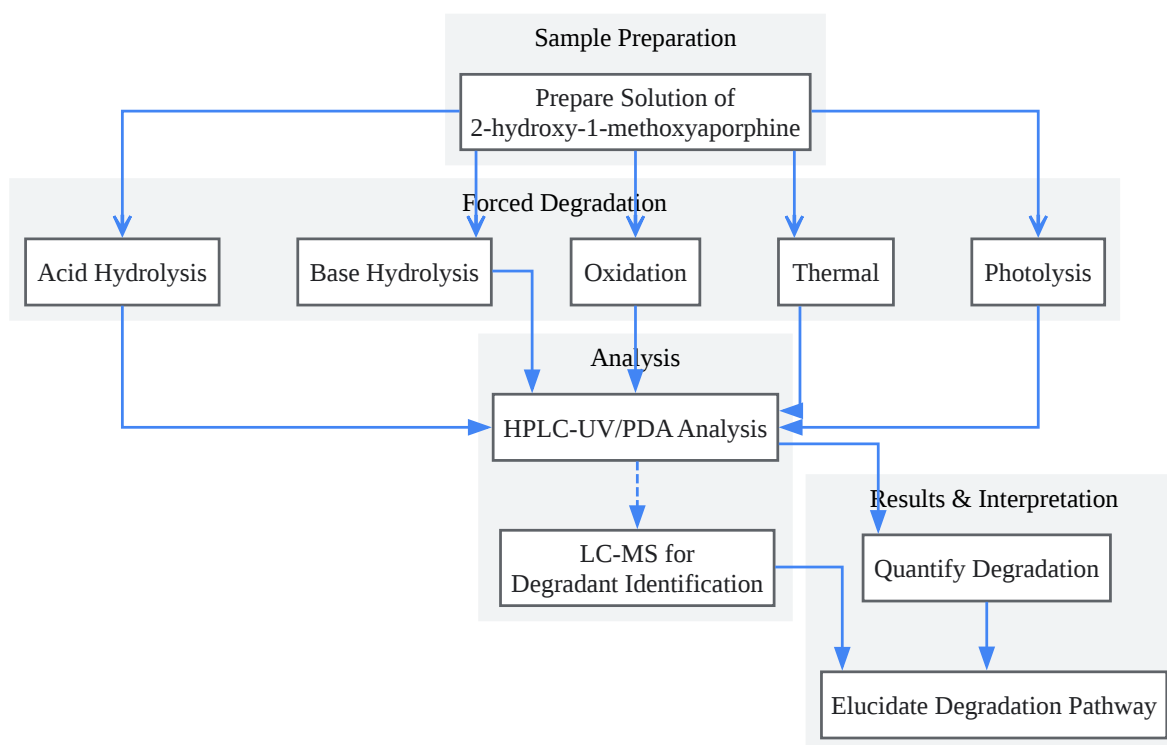 Sample Preparation
Prepare Solution of
2-hydroxy-1-methoxyaporphine
Forced Degradation
Acid Hydrolysis
Base Hydrolysis
Oxidation
Thermal
Photolysis
Analysis
HPLC-UV/PDA Analysis
Results & Interpretation
LC-MS for
Degradant Identification
Quantify Degradation
Elucidate Degradation Pathway